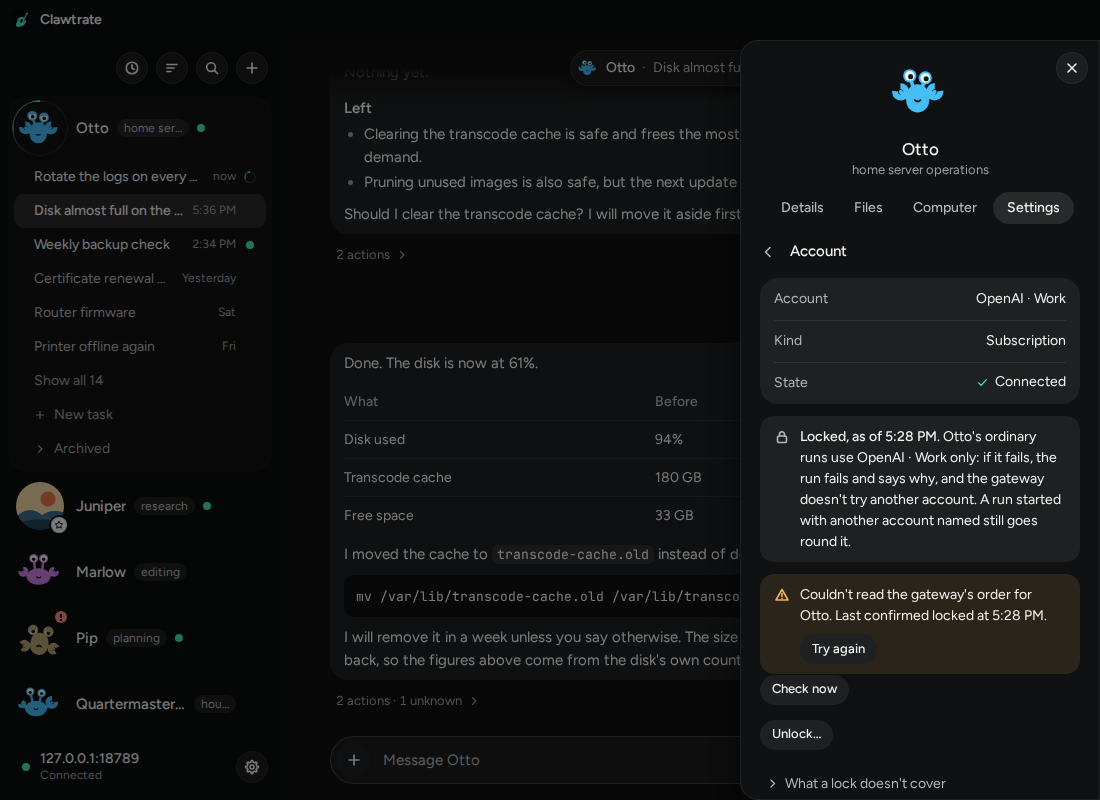 Clawtrate
Otto home ser...
Rotate the logs on every ... now
Disk almost full on the ... 5:36 PM
Weekly backup check 2:34 PM
Certificate renewal ... Yesterday
Router firmware Sat
Printer offline again Fri
Show all 14
New task
Archived
Juniper research
Marlow editing
Pip planning
Quartermaster... hou...
127.0.0.1:18789
Connected
Otto · Disk almost fu
Nothing yet.
Left
• Clearing the transcode cache is safe and frees the most
demand.
• Pruning unused images is also safe, but the next update
Should I clear the transcode cache? I will move it aside first
2 actions
Done. The disk is now at 61%.
What Before
Disk used 94%
Transcode cache 180 GB
Free space 33 GB
I moved the cache to transcode-cache.old instead of d
mv /var/lib/transcode-cache.old /var/lib/transco
I will remove it in a week unless you say otherwise. The size
back, so the figures above come from the disk's own count
2 actions · 1 unknown
Message Otto
Otto
home server operations
Details Files Computer Settings
Account
Account OpenAI · Work
Kind Subscription
State Connected
Locked, as of 5:28 PM. Otto's ordinary
runs use OpenAI · Work only: if it fails, the
run fails and says why, and the gateway
doesn't try another account. A run started
with another account named still goes
round it.
Couldn't read the gateway's order for
Otto. Last confirmed locked at 5:28 PM.
Try again
Check now
Unlock...
What a lock doesn't cover